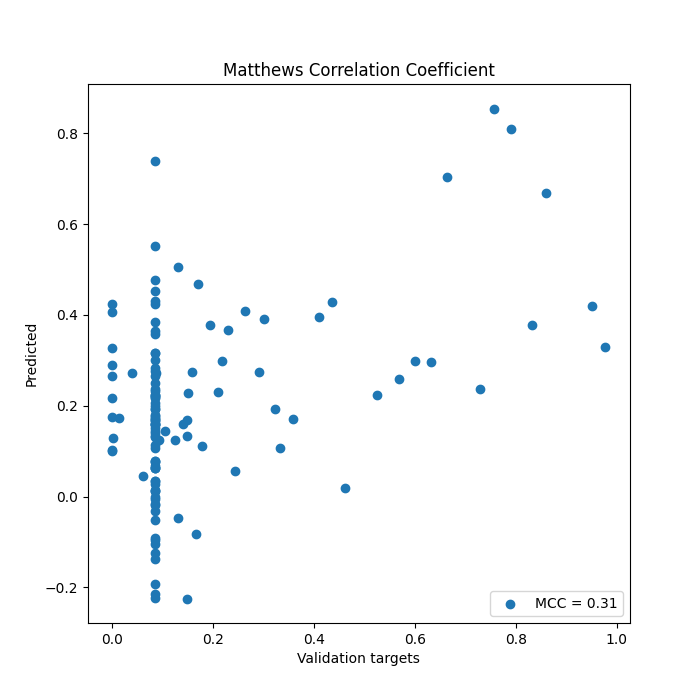 Matthews Correlation Coefficient
0.8
0.6
0.4
0.2
0.0
−0.2
Predicted
MCC = 0.31
0.0 0.2 0.4 0.6 0.8 1.0
Validation targets